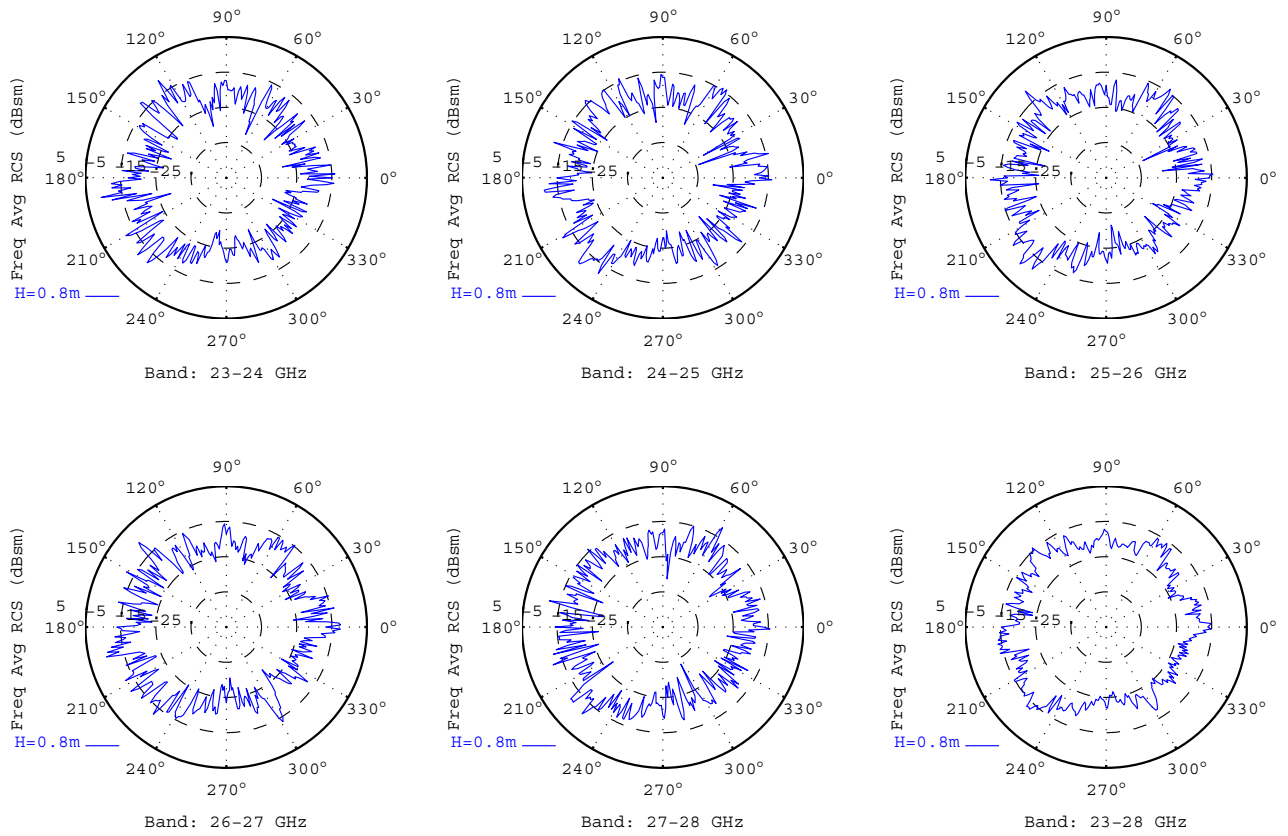 90° 90° 90°
120° 60° 120° 60° 120° 60°
150° 30° 150° 30° 150° 30°
Freq Avg RCS (dBsm) Freq Avg RCS (dBsm) Freq Avg RCS (dBsm)
5 -5 -15 -25 5 -5 -15 -25 5 -5 -15 -25
180° 0° 180° 0° 180° 0°
210° 330° 210° 330° 210° 330°
H=0.8m H=0.8m H=0.8m
240° 300° 240° 300° 240° 300°
270° 270° 270°
Band: 23-24 GHz Band: 24-25 GHz Band: 25-26 GHz
90° 90° 90°
120° 60° 120° 60° 120° 60°
150° 30° 150° 30° 150° 30°
Freq Avg RCS (dBsm) Freq Avg RCS (dBsm) Freq Avg RCS (dBsm)
5 -5 -15 -25 5 -5 -15 -25 5 -5 -15 -25
180° 0° 180° 0° 180° 0°
210° 330° 210° 330° 210° 330°
H=0.8m H=0.8m H=0.8m
240° 300° 240° 300° 240° 300°
270° 270° 270°
Band: 26-27 GHz Band: 27-28 GHz Band: 23-28 GHz